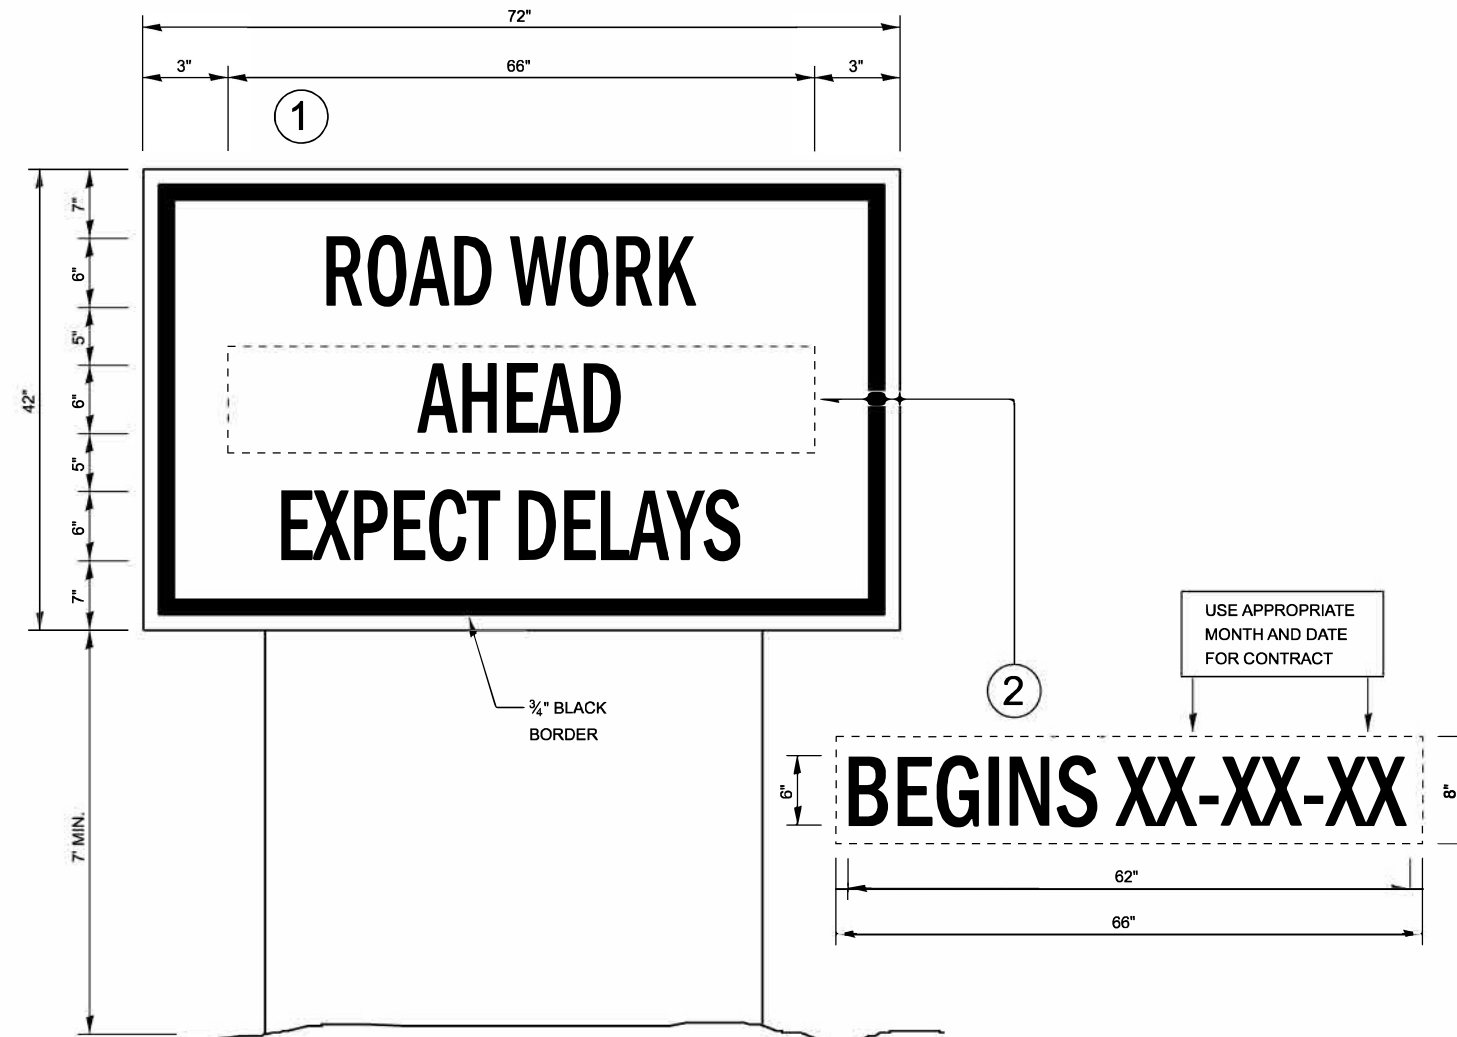 72"
3" 66" 3"
1
7"
ROAD WORK
6"
5"
42"
6"
AHEAD
5"
6"
EXPECT DELAYS
7"
USE APPROPRIATE
MONTH AND DATE
FOR CONTRACT
2
¾" BLACK
BORDER
7' MIN.
6"
BEGINS XX-XX-XX
8"
62"
66"